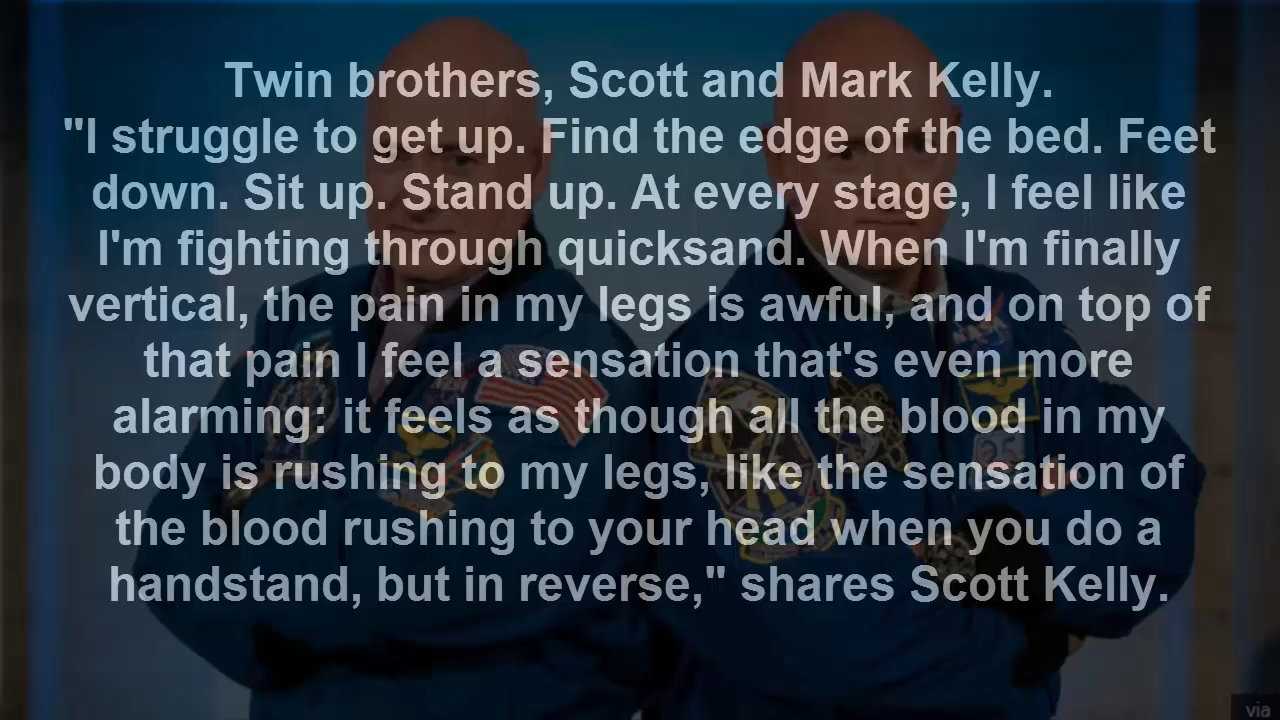 Twin brothers, Scott and Mark Kelly.
"I struggle to get up. Find the edge of the bed. Feet
down. Sit up. Stand up. At every stage, I feel like
I'm fighting through quicksand. When I'm finally
vertical, the pain in my legs is awful, and on top of
that pain I feel a sensation that's even more
alarming: it feels as though all the blood in my
body is rushing to my legs, like the sensation of
the blood rushing to your head when you do a
handstand, but in reverse," shares Scott Kelly.
NASA
via